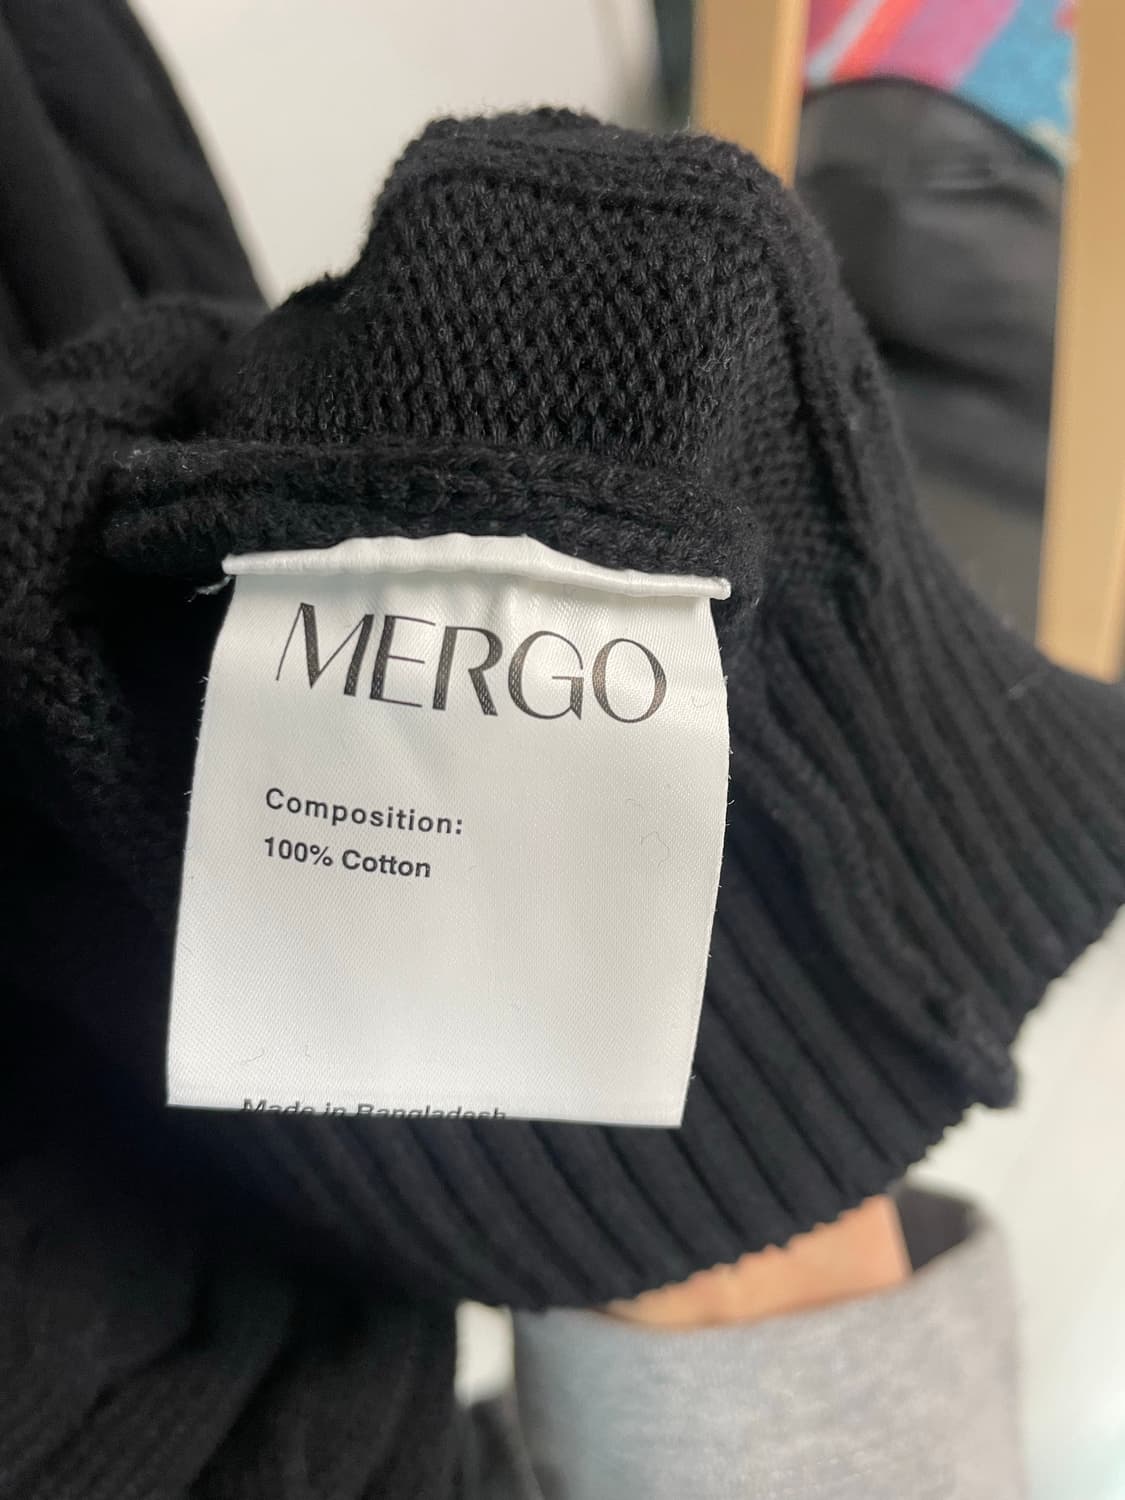 MERGO
Composition:
100% Cotton
Made in Bangladesh